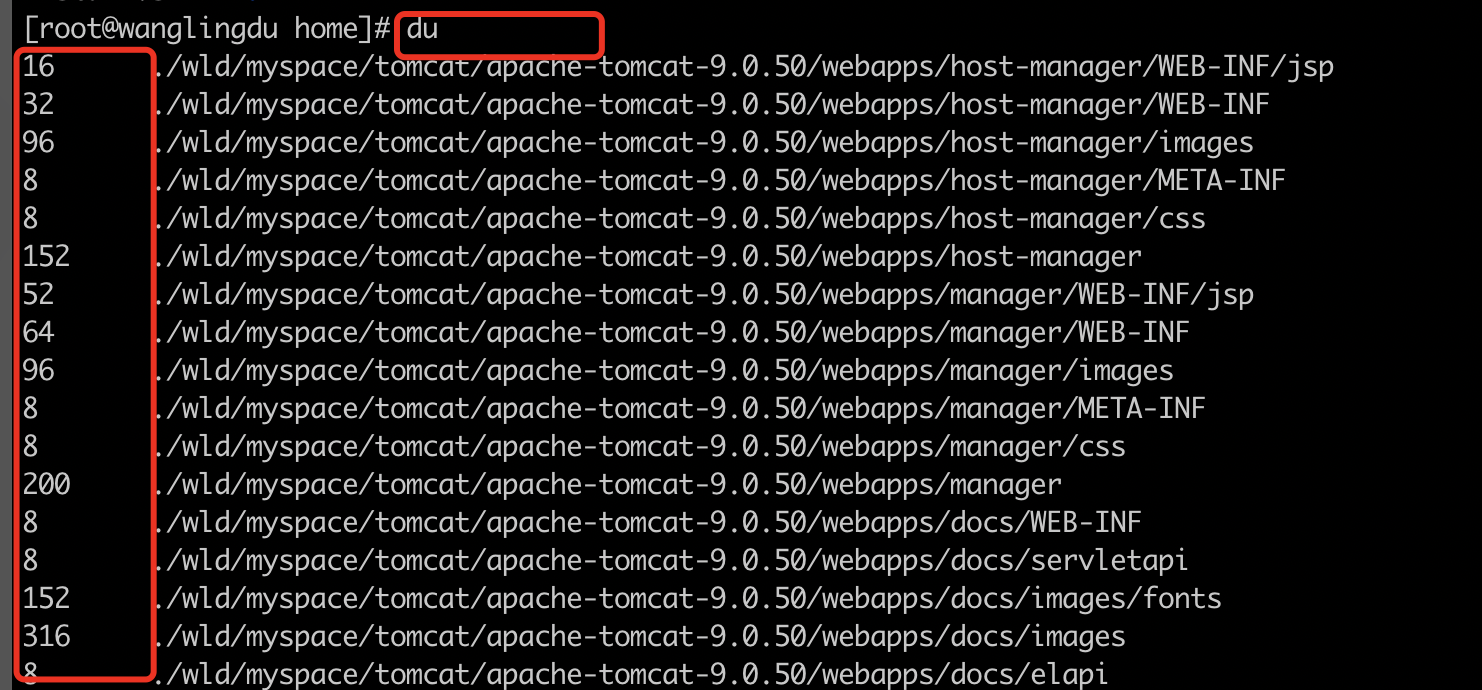 [root@wanglingdu home]# du
16 ./wld/myspace/tomcat/apache-tomcat-9.0.50/webapps/host-manager/WEB-INF/jsp
32 ./wld/myspace/tomcat/apache-tomcat-9.0.50/webapps/host-manager/WEB-INF
96 ./wld/myspace/tomcat/apache-tomcat-9.0.50/webapps/host-manager/images
8 ./wld/myspace/tomcat/apache-tomcat-9.0.50/webapps/host-manager/META-INF
8 ./wld/myspace/tomcat/apache-tomcat-9.0.50/webapps/host-manager/css
152 ./wld/myspace/tomcat/apache-tomcat-9.0.50/webapps/host-manager
52 ./wld/myspace/tomcat/apache-tomcat-9.0.50/webapps/manager/WEB-INF/jsp
64 ./wld/myspace/tomcat/apache-tomcat-9.0.50/webapps/manager/WEB-INF
96 ./wld/myspace/tomcat/apache-tomcat-9.0.50/webapps/manager/images
8 ./wld/myspace/tomcat/apache-tomcat-9.0.50/webapps/manager/META-INF
8 ./wld/myspace/tomcat/apache-tomcat-9.0.50/webapps/manager/css
200 ./wld/myspace/tomcat/apache-tomcat-9.0.50/webapps/manager
8 ./wld/myspace/tomcat/apache-tomcat-9.0.50/webapps/docs/WEB-INF
8 ./wld/myspace/tomcat/apache-tomcat-9.0.50/webapps/docs/servletapi
152 ./wld/myspace/tomcat/apache-tomcat-9.0.50/webapps/docs/images/fonts
316 ./wld/myspace/tomcat/apache-tomcat-9.0.50/webapps/docs/images
8 ./wld/myspace/tomcat/apache-tomcat-9.0.50/webapps/docs/elapi